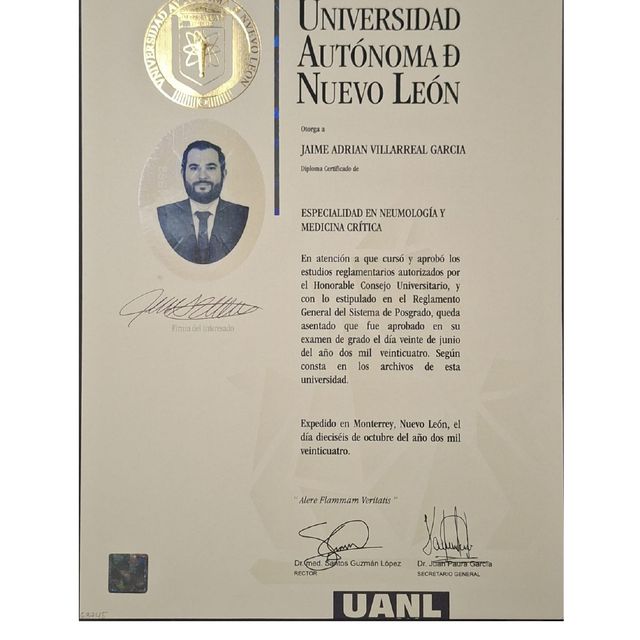 UNIVERSIDAD AUTÓNOMA DE NUEVO LEÓN
UNIVERSIDAD
AUTÓNOMA Ð
NUEVO LEÓN
Otorga a
JAIME ADRIAN VILLARREAL GARCIA
Diploma Certificado de
ESPECIALIDAD EN NEUMOLOGÍA Y
MEDICINA CRÍTICA
En atención a que cursó y aprobó los
estudios reglamentarios autorizados por
el Honorable Consejo Universitario, y
con lo estipulado en el Reglamento
General del Sistema de Posgrado, queda
asentado que fue aprobado en su
examen de grado el día veinte de junio
del año dos mil veinticuatro. Según
consta en los archivos de esta
universidad.
Firma del Interesado
Expedido en Monterrey, Nuevo León, el
día dieciséis de octubre del año dos mil
veinticuatro.
"Alere Flammam Veritatis"
Dr. med. Santos Guzmán López
RECTOR
Dr. Juan Paura García
SECRETARIO GENERAL
UANL